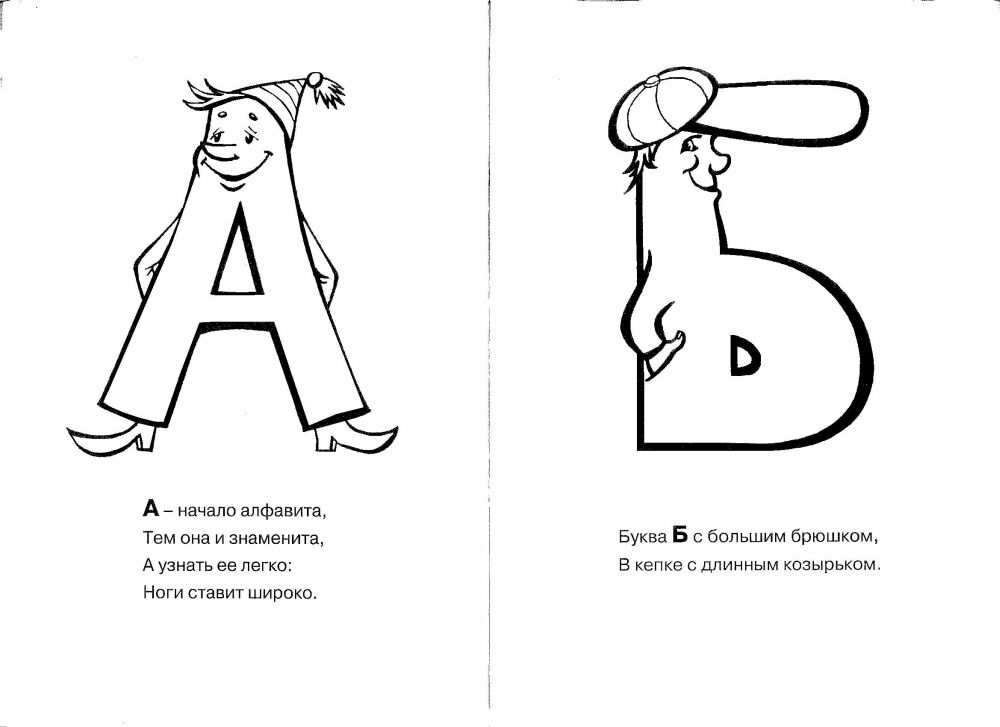 А
А – начало алфавита,
Тем она и знаменита,
А узнать ее легко:
Ноги ставит широко.
Б
Буква Б с большим брюшком,
В кепке с длинным козырьком.